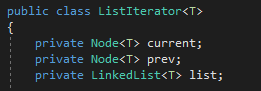 public class ListIterator<T>
{
private Node<T> current;
private Node<T> prev;
private LinkedList<T> list;